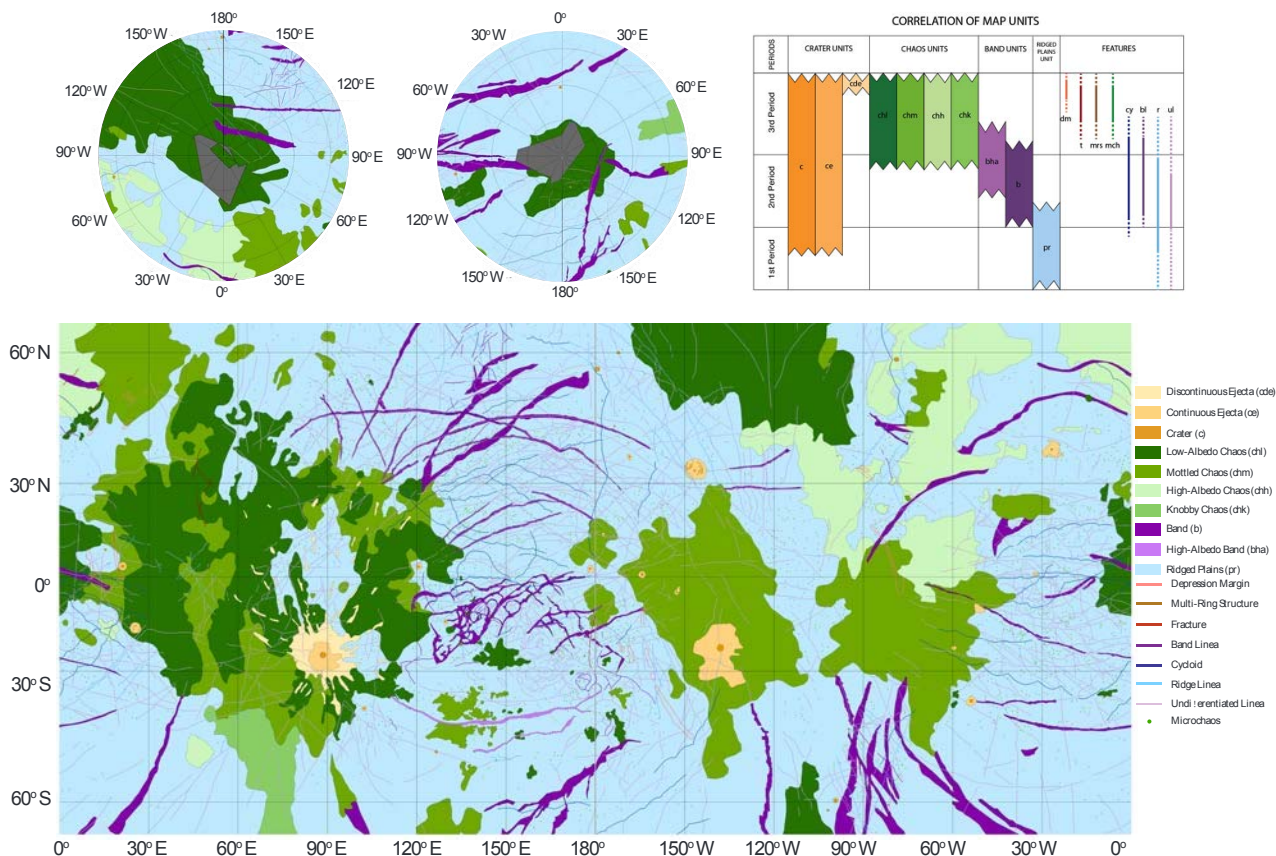 180°
150°W
150°E
120°W
120°E
90°W
90°E
60°W
60°E
30°W
30°E
0°
0°
30°W
30°E
60°W
60°E
90°W
90°E
120°W
120°E
150°W
150°E
180°
CORRELATION OF MAP UNITS
PERIODS
CRATER UNITS
CHAOS UNITS
BAND UNITS
RIDGED PLAINS UNIT
FEATURES
3rd Period
2nd Period
1st Period
c
ce
cde
chl
chm
chh
chk
bha
b
pr
dm
t
mrs
mch
cy
bl
r
ul
60°N
30°N
0°
30°S
60°S
0°
30°E
60°E
90°E
120°E
150°E
180°
150°W
120°W
90°W
60°W
30°W
0°
Discontinuous Ejecta (cde)
Continuous Ejecta (ce)
Crater (c)
Low-Albedo Chaos (chl)
Mottled Chaos (chm)
High-Albedo Chaos (chh)
Knobby Chaos (chk)
Band (b)
High-Albedo Band (bha)
Ridged Plains (pr)
Depression Margin
Multi-Ring Structure
Fracture
Band Linea
Cycloid
Ridge Linea
Undi!erentiated Linea
Microchaos